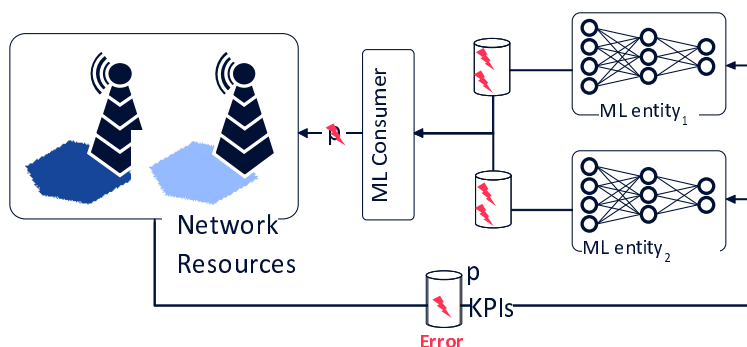 ML entity1
p
ML Consumer
ML entity2
Network
Resources
p
KPIs
Error